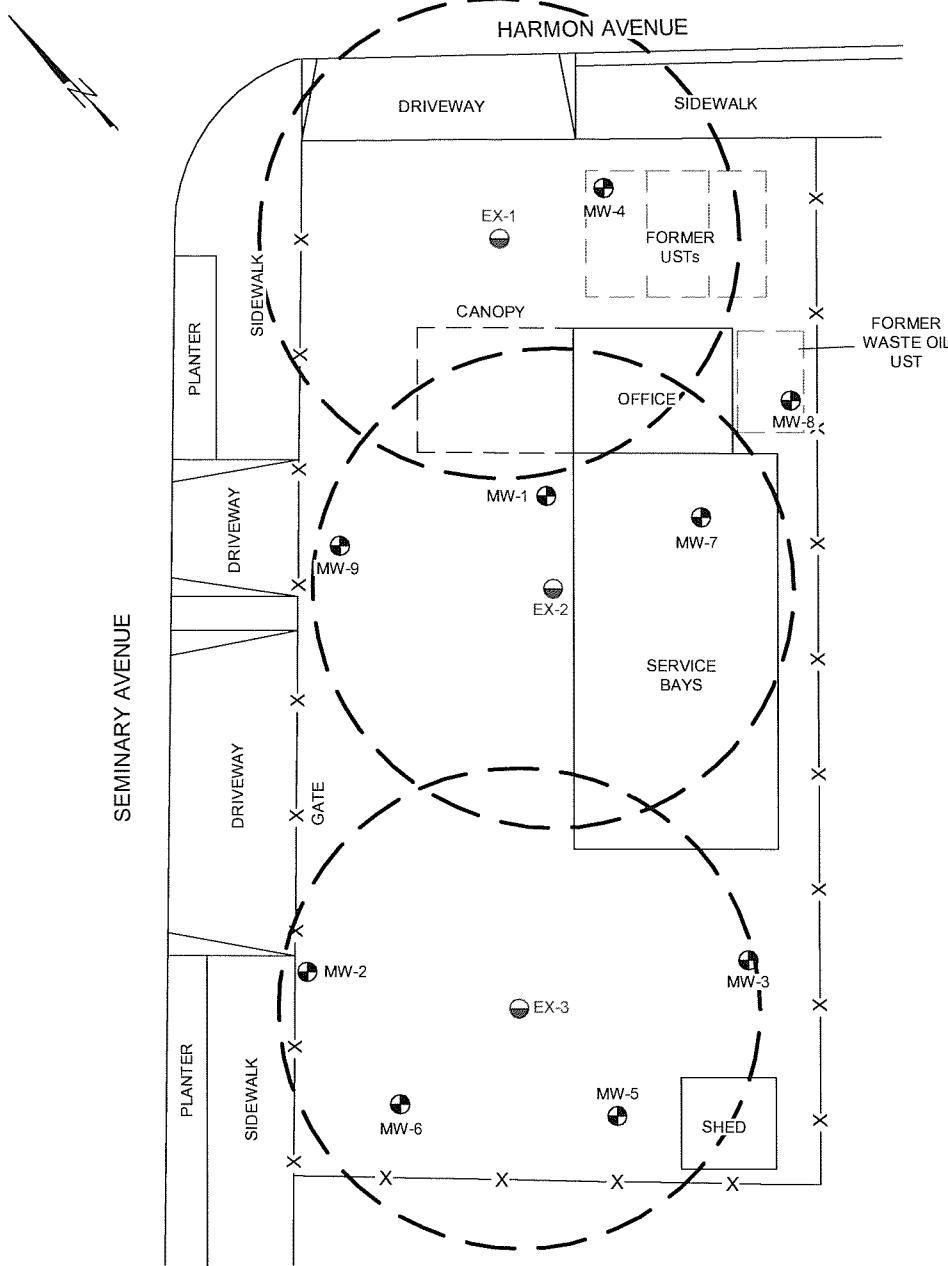 HARMON AVENUE
N
DRIVEWAY
SIDEWALK
MW-4
EX-1
FORMER
USTs
SIDEWALK
CANOPY
PLANTER
FORMER
WASTE OIL
UST
OFFICE
MW-8
MW-1
MW-7
DRIVEWAY
MW-9
EX-2
SEMINARY AVENUE
SERVICE
BAYS
DRIVEWAY
GATE
MW-2
MW-3
EX-3
PLANTER
SIDEWALK
MW-6
MW-5
SHED